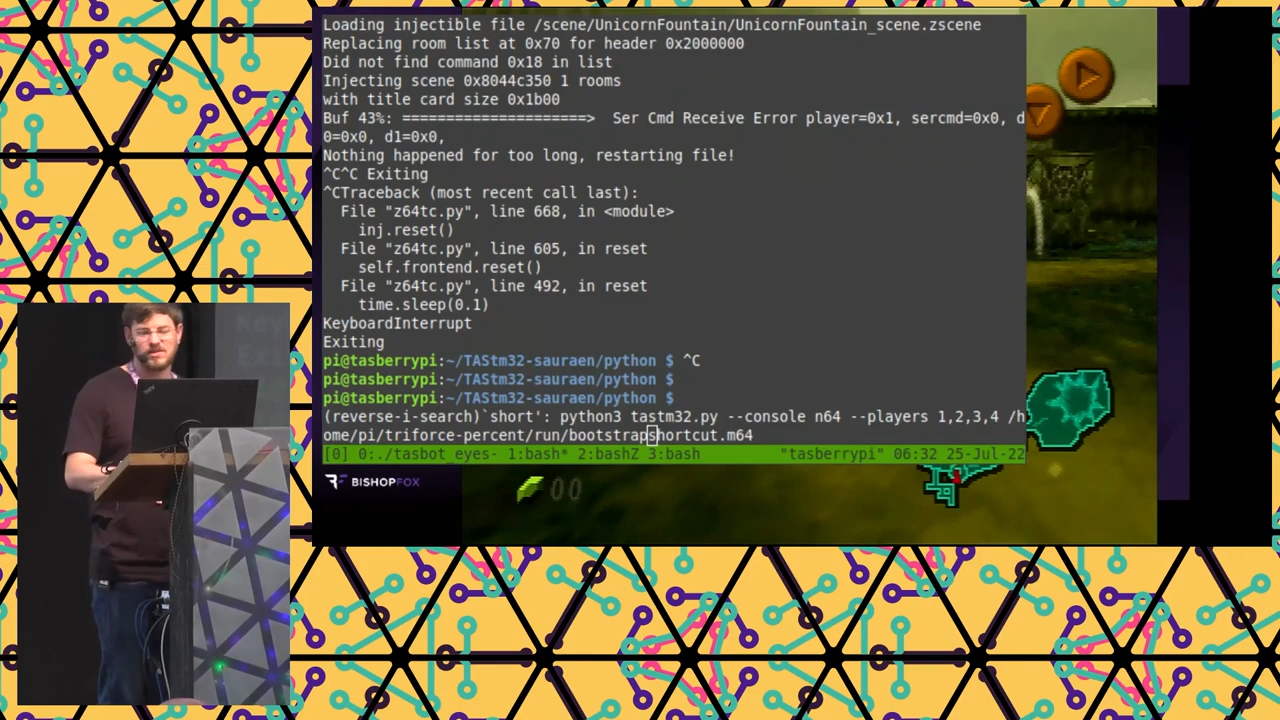 Loading injectible file /scene/UnicornFountain/UnicornFountain_scene.zscene
Replacing room list at 0x70 for header 0x2000000
Did not find command 0x18 in list
Injecting scene 0x8044c350 1 rooms
with title card size 0x1b00
Buf 43%: =====================>  Ser Cmd Receive Error player=0x1, sercmd=0x0, d
0=0x0, d1=0x0,
Nothing happened for too long, restarting file!
^C^C Exiting
^CTraceback (most recent call last):
  File "z64tc.py", line 668, in <module>
    inj.reset()
  File "z64tc.py", line 605, in reset
    self.frontend.reset()
  File "z64tc.py", line 492, in reset
    time.sleep(0.1)
KeyboardInterrupt
Exiting
pi@tasberrypi:~/TAStm32-sauraen/python $ ^C
pi@tasberrypi:~/TAStm32-sauraen/python $
pi@tasberrypi:~/TAStm32-sauraen/python $
(reverse-i-search)`short': python3 tastm32.py --console n64 --players 1,2,3,4 /h
ome/pi/triforce-percent/run/bootstrapshortcut.m64
[0] 0:./tasbot_eyes- 1:bash* 2:bashZ 3:bash "tasberrypi" 06:32 25-Jul-22
BISHOPFOX
00